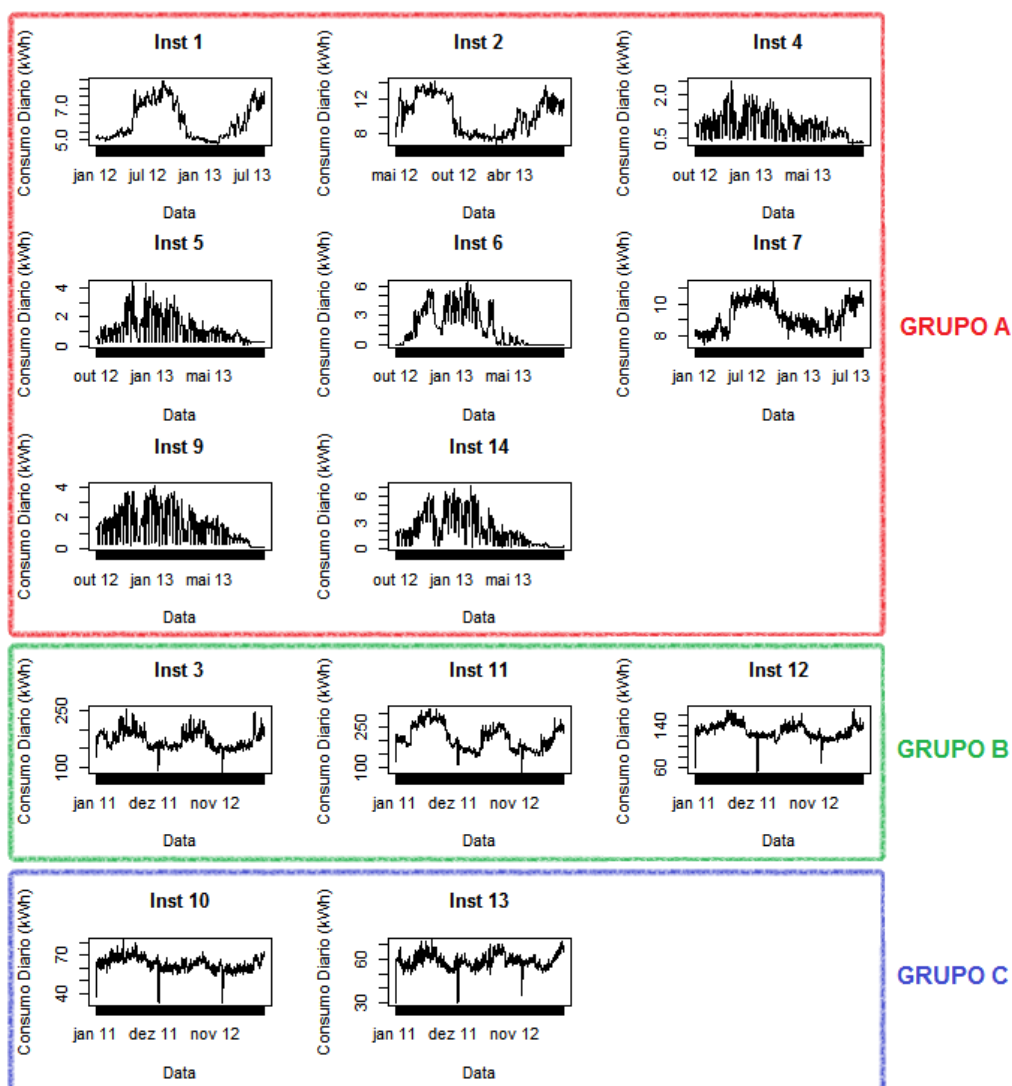 Inst 1
Consumo Diario (kWh)
5.0 7.0
jan 12 jul 12 jan 13 jul 13
Data
Inst 2
Consumo Diario (kWh)
8 12
mai 12 out 12 abr 13
Data
Inst 4
Consumo Diario (kWh)
0.5 2.0
out 12 jan 13 mai 13
Data
Inst 5
Consumo Diario (kWh)
0 2 4
out 12 jan 13 mai 13
Data
Inst 6
Consumo Diario (kWh)
0 3 6
out 12 jan 13 mai 13
Data
Inst 7
Consumo Diario (kWh)
8 10
jan 12 jul 12 jan 13 jul 13
Data
GRUPO A
Inst 9
Consumo Diario (kWh)
0 2 4
out 12 jan 13 mai 13
Data
Inst 14
Consumo Diario (kWh)
0 3 6
out 12 jan 13 mai 13
Data
Inst 3
Consumo Diario (kWh)
100 250
jan 11 dez 11 nov 12
Data
Inst 11
Consumo Diario (kWh)
100 250
jan 11 dez 11 nov 12
Data
Inst 12
Consumo Diario (kWh)
60 140
jan 11 dez 11 nov 12
Data
GRUPO B
Inst 10
Consumo Diario (kWh)
40 70
jan 11 dez 11 nov 12
Data
Inst 13
Consumo Diario (kWh)
30 60
jan 11 dez 11 nov 12
Data
GRUPO C